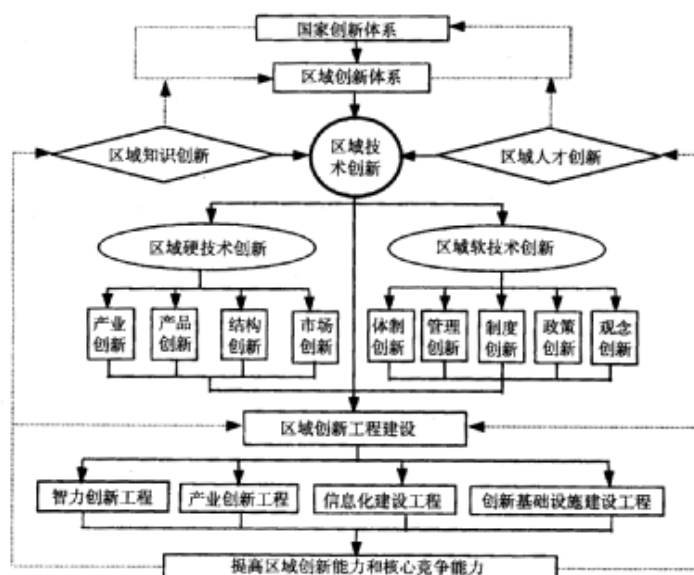 国家创新体系
区域创新体系
区域知识创新
区域技
术创新
区域人才创新
区域硬技术创新
区域软技术创新
产业
创新
产品
创新
结构
创新
市场
创新
体制
创新
管理
创新
制度
创新
政策
创新
观念
创新
区域创新工程建设
智力创新工程
产业创新工程
信息化建设工程
创新基础设施建设工程
提高区域创新能力和核心竞争能力